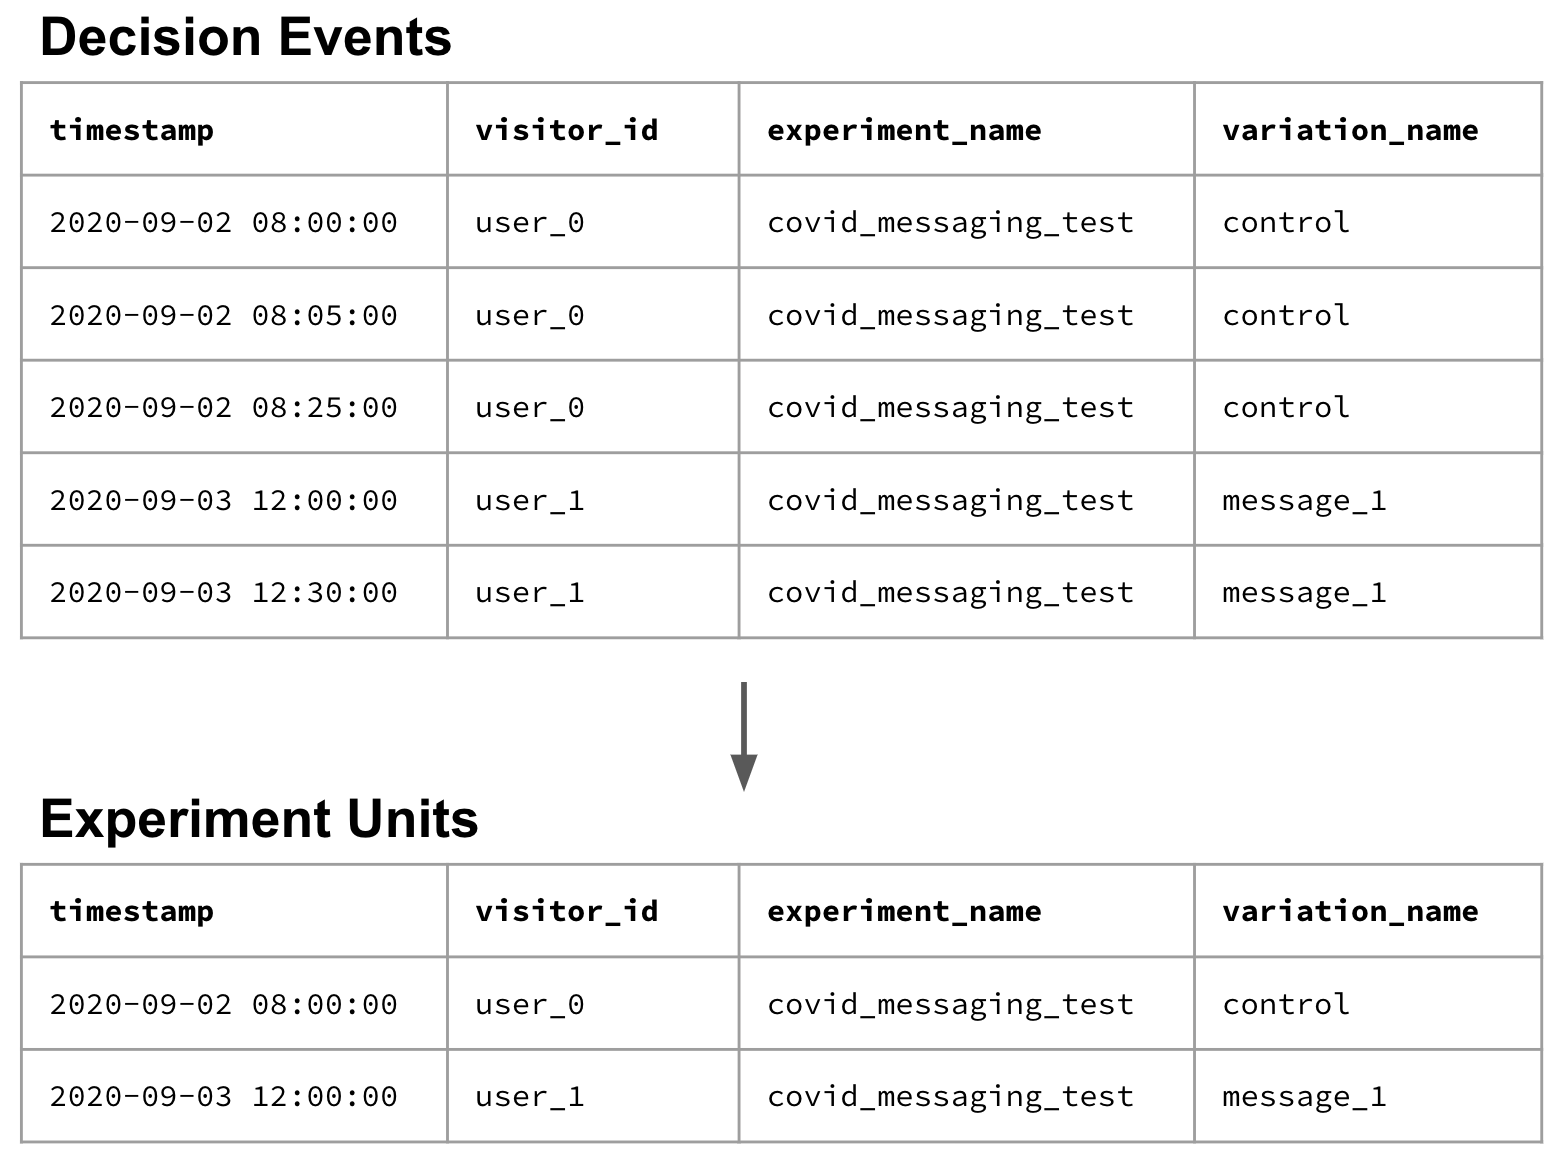 Decision Events
timestamp visitor_id experiment_name variation_name
2020-09-02 08:00:00 user_0 covid_messaging_test control
2020-09-02 08:05:00 user_0 covid_messaging_test control
2020-09-02 08:25:00 user_0 covid_messaging_test control
2020-09-03 12:00:00 user_1 covid_messaging_test message_1
2020-09-03 12:30:00 user_1 covid_messaging_test message_1
Experiment Units
timestamp visitor_id experiment_name variation_name
2020-09-02 08:00:00 user_0 covid_messaging_test control
2020-09-03 12:00:00 user_1 covid_messaging_test message_1